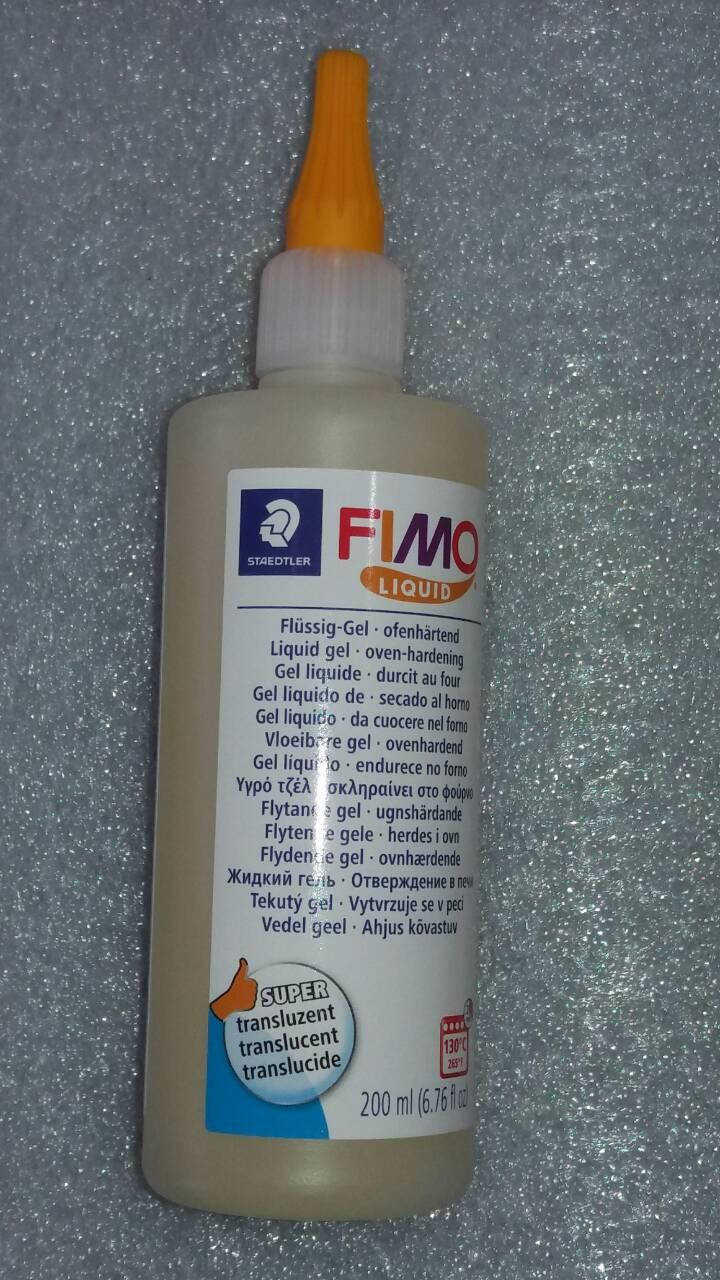 STAEDTLER
FIMO
LIQUID
Flüssig-Gel · ofenhärtend
Liquid gel · oven-hardening
Gel liquide · durcit au four
Gel liquido de · secado al horno
Gel liquido · da cuocere nel forno
Vloeibare gel · ovenhardend
Gel líquido · endurece no forno
Υγρό τζέλ · σκληραίνει στο φούρνο
Flytande gel · ugnshärdande
Flytende gele · herdes i ovn
Flydende gel · ovnhærdende
Жидкий гель · Отверждение в печи
Tekutý gel · Vytvrzuje se v peci
Vedel geel · Ahjus kõvastuv
SUPER
transluzent
translucent
translucide
130°C
265°F
200 ml (6.76 fl oz)